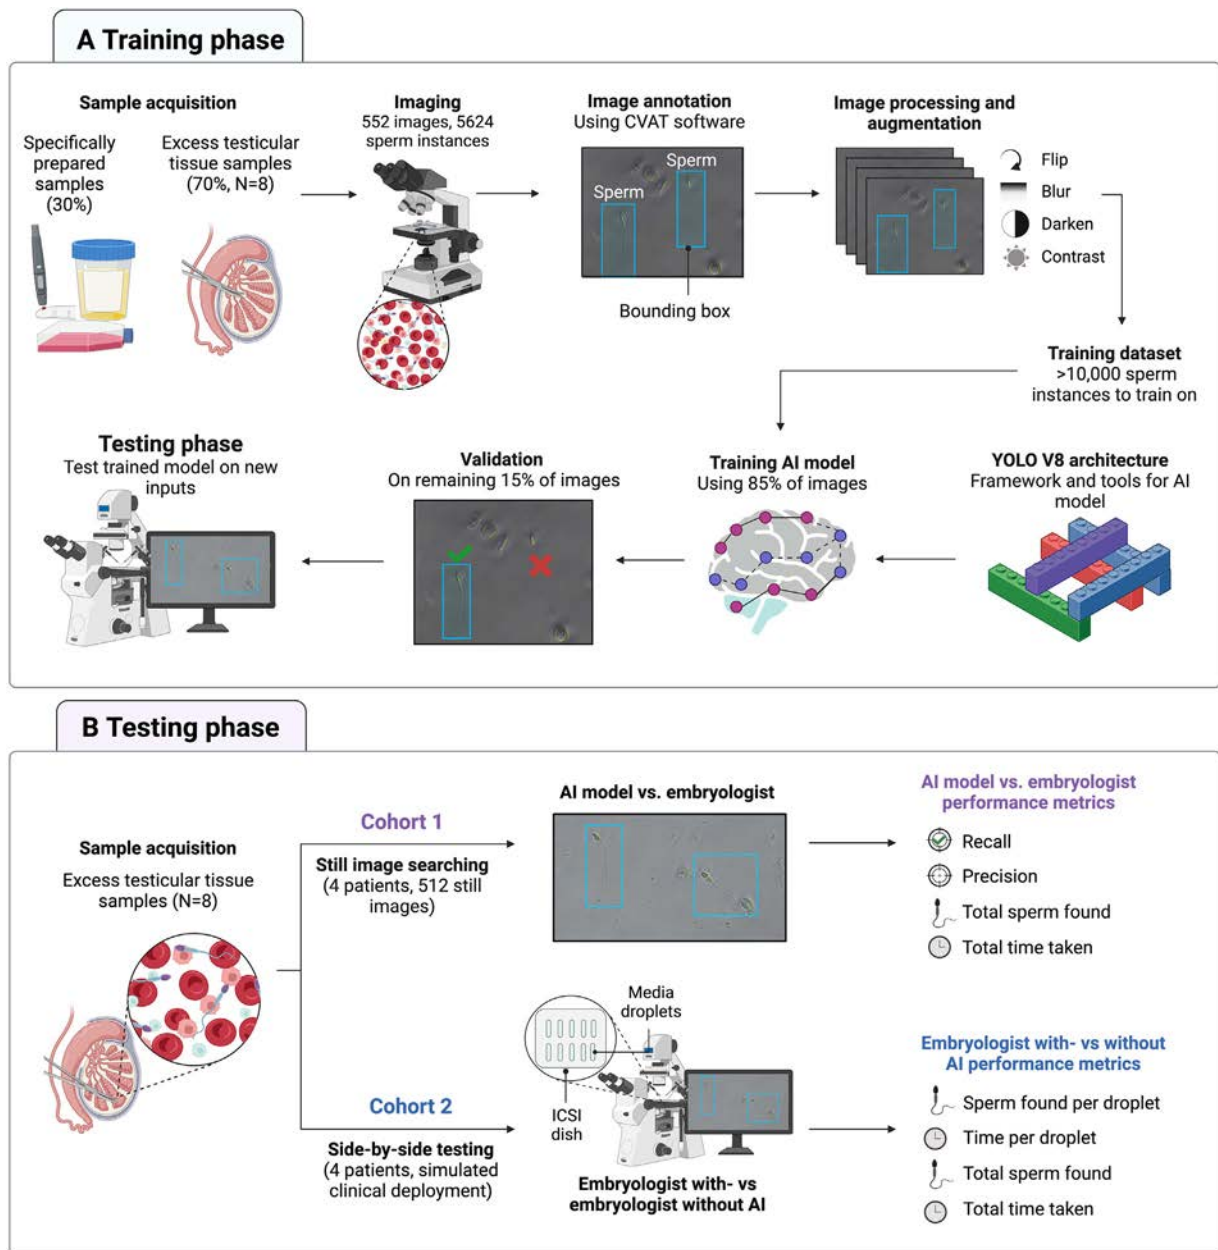 A Training phase
Sample acquisition
Specifically
prepared
samples
(30%)
Excess testicular
tissue samples
(70%, N=8)
Imaging
552 images, 5624
sperm instances
Image annotation
Using CVAT software
Sperm
Sperm
Bounding box
Image processing and
augmentation
Flip
Blur
Darken
Contrast
Training dataset
>10,000 sperm
instances to train on
YOLO V8 architecture
Framework and tools for AI
model
Training AI model
Using 85% of images
Validation
On remaining 15% of images
Testing phase
Test trained model on new
inputs
B Testing phase
Sample acquisition
Excess testicular tissue
samples (N=8)
Cohort 1
Still image searching
(4 patients, 512 still
images)
AI model vs. embryologist
AI model vs. embryologist
performance metrics
Recall
Precision
Total sperm found
Total time taken
Cohort 2
Side-by-side testing
(4 patients, simulated
clinical deployment)
Media
droplets
ICSI
dish
Embryologist with- vs
embryologist without AI
Embryologist with- vs without
AI performance metrics
Sperm found per droplet
Time per droplet
Total sperm found
Total time taken